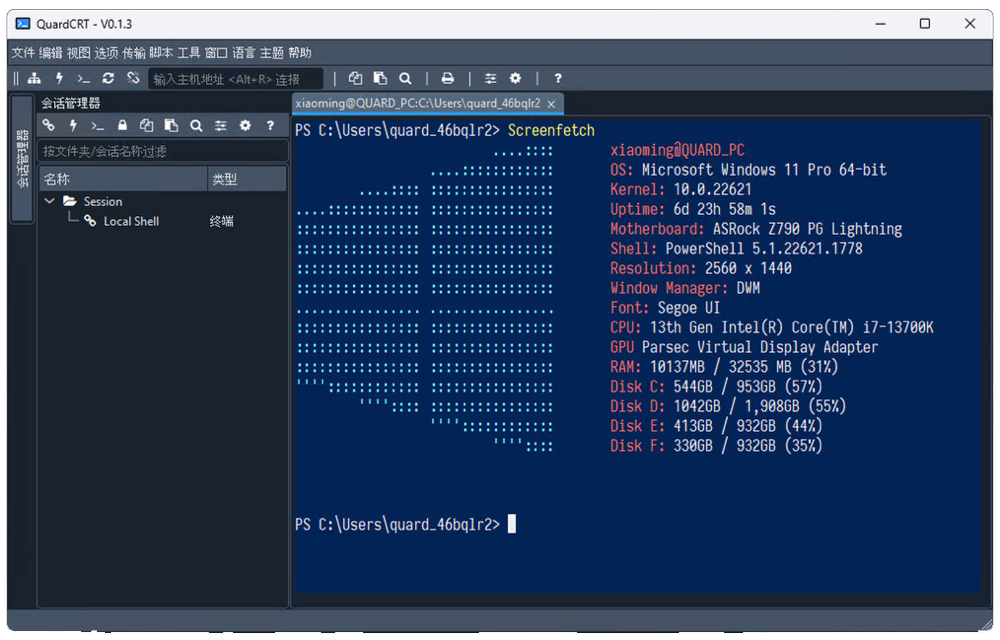 QuardCRT - V0.1.3
文件 编辑 视图 选项 传输 脚本 工具 窗口 语言 主题 帮助
输入主机地址 <Alt+R> 连接
会话管理器
会话管理器
按文件夹/会话名称过滤
名称 类型
Session
Local Shell 终端
xiaoming@QUARD_PC:C:\Users\quard_46bqlr2
PS C:\Users\quard_46bqlr2> Screenfetch
xiaoming@QUARD_PC
OS: Microsoft Windows 11 Pro 64-bit
Kernel: 10.0.22621
Uptime: 6d 23h 58m 1s
Motherboard: ASRock Z790 PG Lightning
Shell: PowerShell 5.1.22621.1778
Resolution: 2560 x 1440
Window Manager: DWM
Font: Segoe UI
CPU: 13th Gen Intel(R) Core(TM) i7-13700K
GPU Parsec Virtual Display Adapter
RAM: 10137MB / 32535 MB (31%)
Disk C: 544GB / 953GB (57%)
Disk D: 1042GB / 1,908GB (55%)
Disk E: 413GB / 932GB (44%)
Disk F: 330GB / 932GB (35%)
PS C:\Users\quard_46bqlr2>